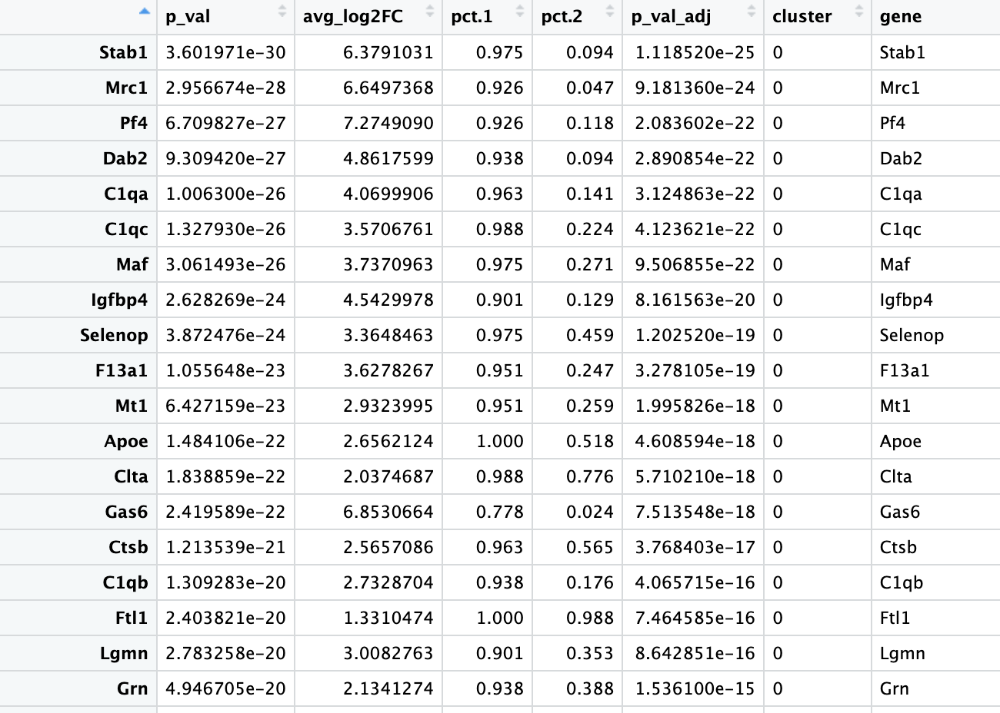 p_val avg_log2FC pct.1 pct.2 p_val_adj cluster gene
Stab1 3.601971e-30 6.3791031 0.975 0.094 1.118520e-25 0 Stab1
Mrc1 2.956674e-28 6.6497368 0.926 0.047 9.181360e-24 0 Mrc1
Pf4 6.709827e-27 7.2749090 0.926 0.118 2.083602e-22 0 Pf4
Dab2 9.309420e-27 4.8617599 0.938 0.094 2.890854e-22 0 Dab2
C1qa 1.006300e-26 4.0699906 0.963 0.141 3.124863e-22 0 C1qa
C1qc 1.327930e-26 3.5706761 0.988 0.224 4.123621e-22 0 C1qc
Maf 3.061493e-26 3.7370963 0.975 0.271 9.506855e-22 0 Maf
Igfbp4 2.628269e-24 4.5429978 0.901 0.129 8.161563e-20 0 Igfbp4
Selenop 3.872476e-24 3.3648463 0.975 0.459 1.202520e-19 0 Selenop
F13a1 1.055648e-23 3.6278267 0.951 0.247 3.278105e-19 0 F13a1
Mt1 6.427159e-23 2.9323995 0.951 0.259 1.995826e-18 0 Mt1
Apoe 1.484106e-22 2.6562124 1.000 0.518 4.608594e-18 0 Apoe
Clta 1.838859e-22 2.0374687 0.988 0.776 5.710210e-18 0 Clta
Gas6 2.419589e-22 6.8530664 0.778 0.024 7.513548e-18 0 Gas6
Ctsb 1.213539e-21 2.5657086 0.963 0.565 3.768403e-17 0 Ctsb
C1qb 1.309283e-20 2.7328704 0.938 0.176 4.065715e-16 0 C1qb
Ftl1 2.403821e-20 1.3310474 1.000 0.988 7.464585e-16 0 Ftl1
Lgmn 2.783258e-20 3.0082763 0.901 0.353 8.642851e-16 0 Lgmn
Grn 4.946705e-20 2.1341274 0.938 0.388 1.536100e-15 0 Grn